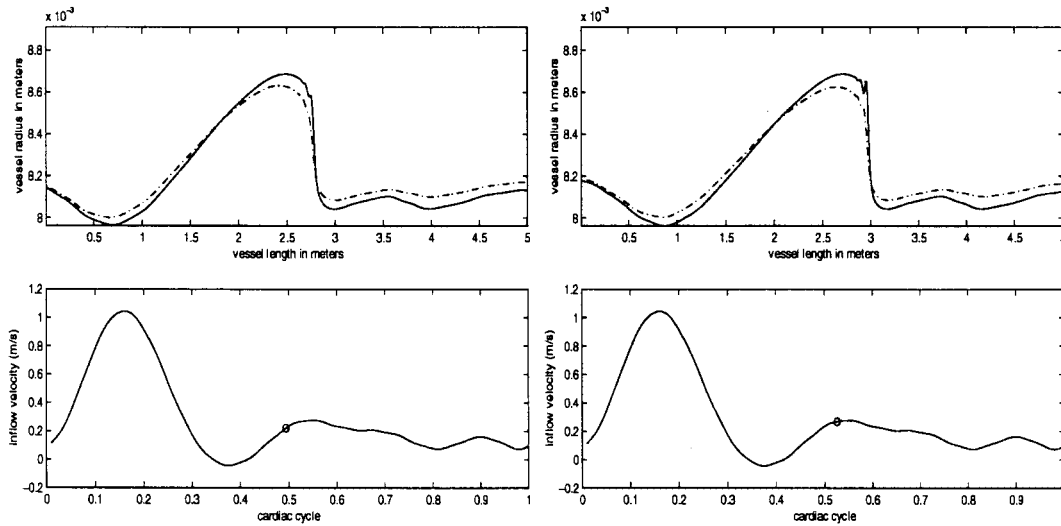 x 10⁻³
vessel radius in meters
8.8
8.6
8.4
8.2
8
0.5 1 1.5 2 2.5 3 3.5 4 4.5 5
vessel length in meters
x 10⁻³
vessel radius in meters
8.8
8.6
8.4
8.2
8
0.5 1 1.5 2 2.5 3 3.5 4 4.5 5
vessel length in meters
inflow velocity (m/s)
1.2
1
0.8
0.6
0.4
0.2
0
−0.2
0 0.1 0.2 0.3 0.4 0.5 0.6 0.7 0.8 0.9 1
cardiac cycle
inflow velocity (m/s)
1.2
1
0.8
0.6
0.4
0.2
0
−0.2
0 0.1 0.2 0.3 0.4 0.5 0.6 0.7 0.8 0.9 1
cardiac cycle